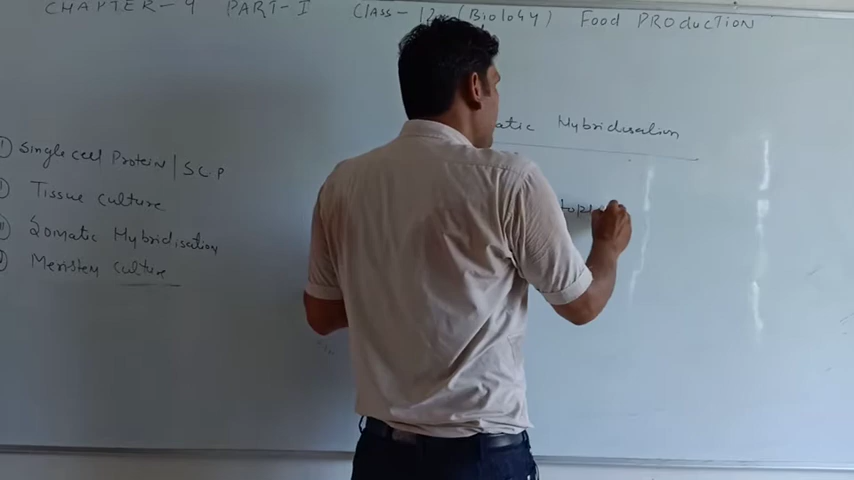 CHAPTER-9 PART-I CLASS-12 (BIOLOGY) FOOD PRODUCTION
Single cell Protein | SCP
Tissue culture
Somatic Hybridisation
Meristem culture
atic Hybridisation